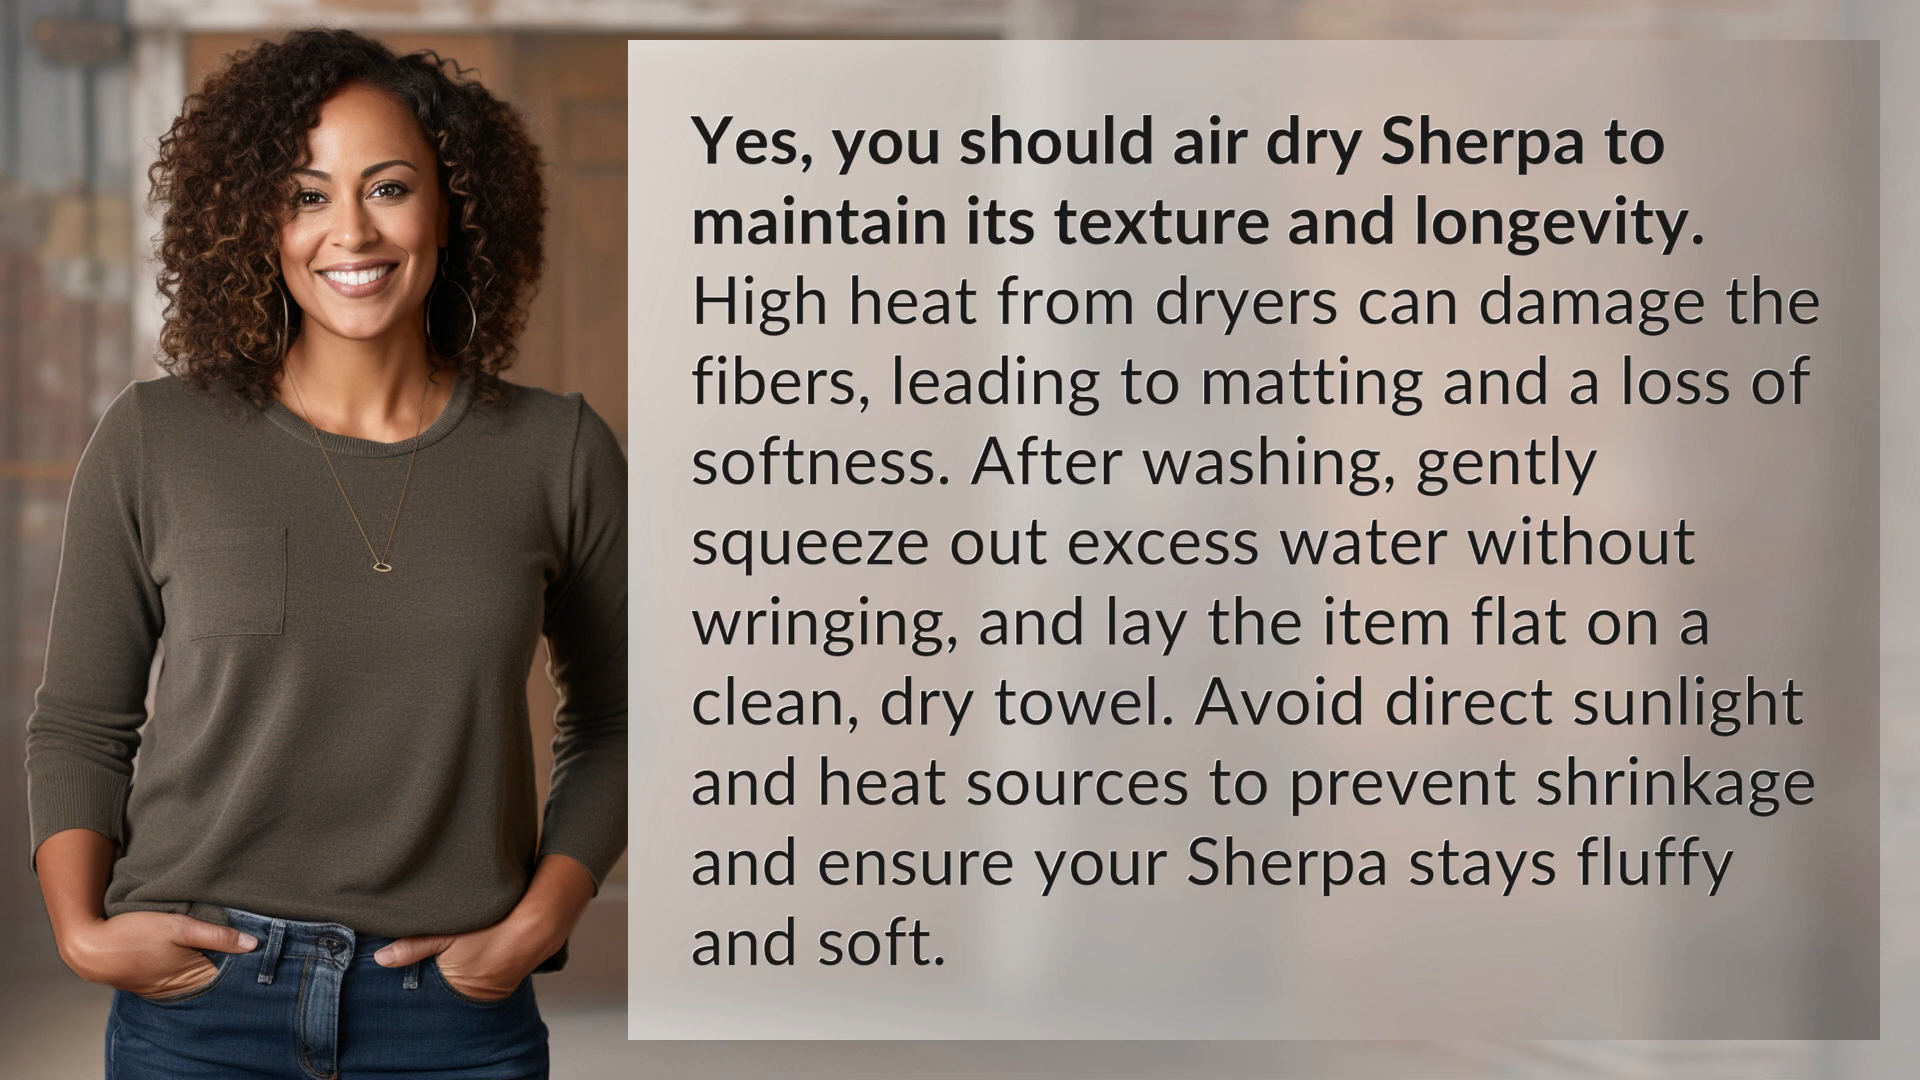 Yes, you should air dry Sherpa to
maintain its texture and longevity.
High heat from dryers can damage the
fibers, leading to matting and a loss of
softness. After washing, gently
squeeze out excess water without
wringing, and lay the item flat on a
clean, dry towel. Avoid direct sunlight
and heat sources to prevent shrinkage
and ensure your Sherpa stays fluffy
and soft.